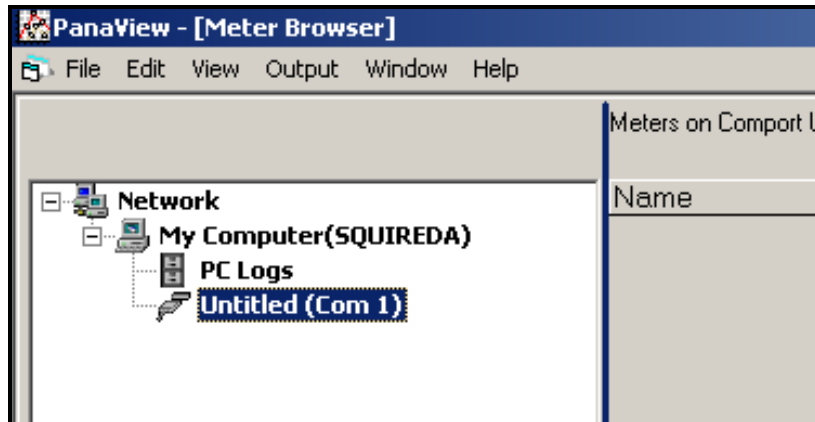 PanaView - [Meter Browser]
File Edit View Output Window Help
Meters on Comport
Name
Network
My Computer(SQUIREDA)
PC Logs
Untitled (Com 1)